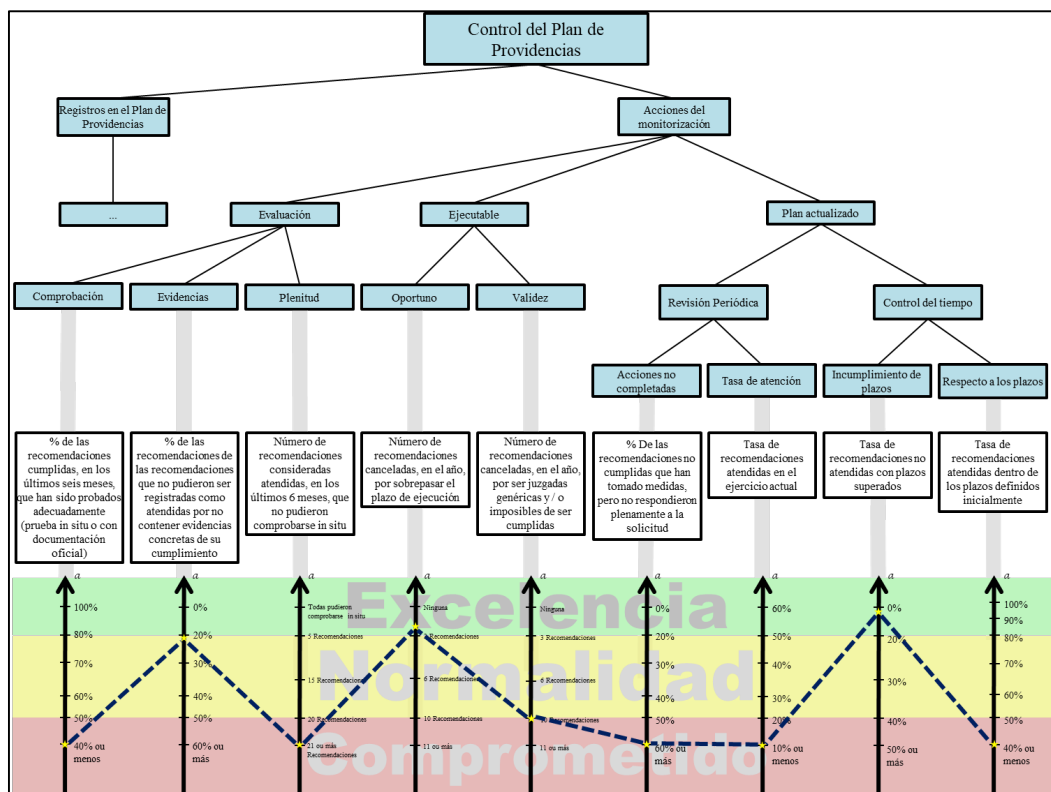 Control del Plan de
Providencias
Registros en el Plan de
Providencias
Acciones del
monitorización
...
Evaluación
Ejecutable
Plan actualizado
Comprobación
Evidencias
Plenitud
Oportuno
Validez
Revisión Periódica
Control del tiempo
Acciones no
completadas
Tasa de atención
Incumplimiento de
plazos
Respecto a los plazos
% de las
recomendaciones
cumplidas, en los
últimos seis meses,
que han sido probados
adecuadamente
(prueba in situ o con
documentación
oficial)
% de las
recomendaciones de
las recomendaciones
que no pudieron ser
registradas como
atendidas por no
contener evidencias
concretas de su
cumplimiento
Número de
recomendaciones
consideradas
atendidas, en los
últimos 6 meses, que
no pudieron
comprobarse in situ
Número de
recomendaciones
canceladas, en el año,
por sobrepasar el
plazo de ejecución
Número de
recomendaciones
canceladas, en el año,
por ser juzgadas
genéricas y / o
imposibles de ser
cumplidas
% De las
recomendaciones no
cumplidas que han
tomado medidas,
pero no respondieron
plenamente a la
solicitud
Tasa de
recomendaciones
atendidas en el
ejercicio actual
Tasa de
recomendaciones
no atendidas con plazos
superados
Tasa de
recomendaciones
atendidas dentro de
los plazos definidos
inicialmente
Excelencia
Normalidad
Comprometido
a
100%
80%
70%
60%
50%
40% ou
menos
a
0%
20%
30%
40%
50%
60% ou
más
a
Todas pudieron
comprobarse in situ
5 Recomendaciones
15 Recomendaciones
20 Recomendaciones
21 ou más
Recomendaciones
a
Ninguna
Recomendaciones
6 Recomendaciones
10 Recomendaciones
11 ou más
a
Ninguna
3 Recomendaciones
6 Recomendaciones
10 Recomendaciones
11 ou más
a
0%
20%
30%
40%
50%
60% ou
más
a
60%
50%
40%
30%
20%
10% ou
menos
a
0%
20%
30%
40%
50% ou
más
a
100%
90%
80%
70%
60%
50%
40% ou
menos